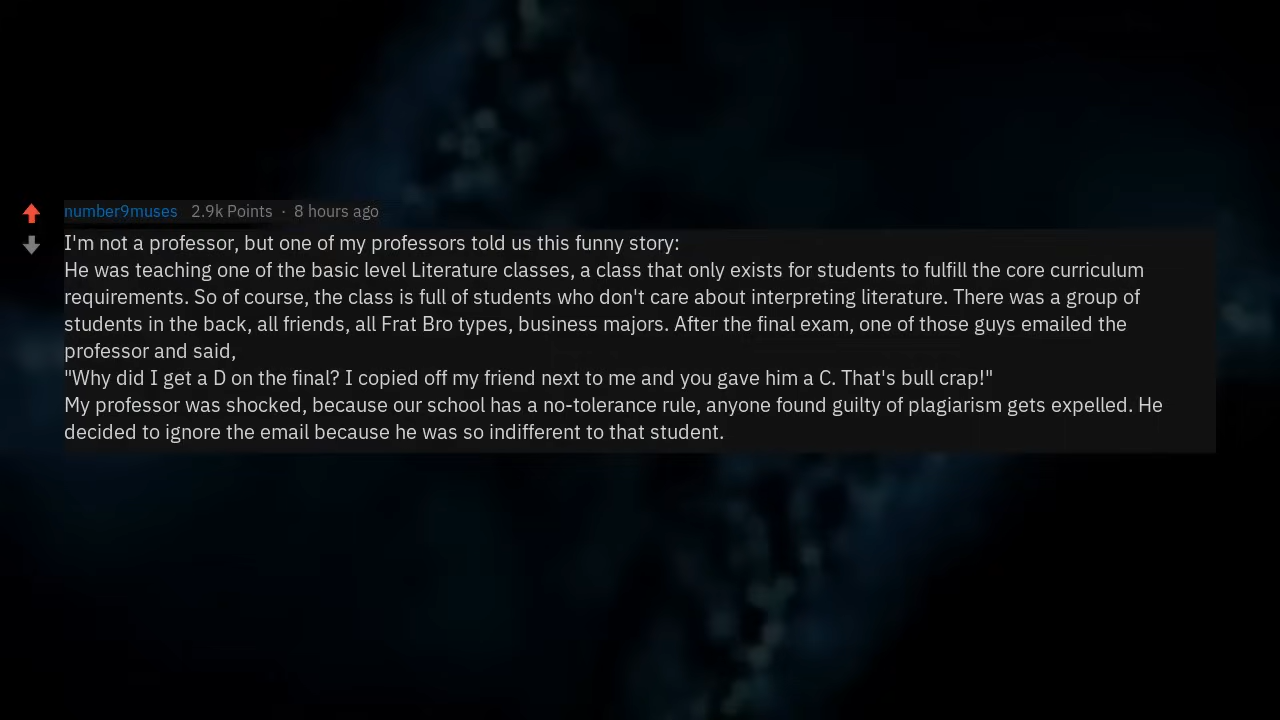 number9muses 2.9k Points · 8 hours ago
I'm not a professor, but one of my professors told us this funny story:
He was teaching one of the basic level Literature classes, a class that only exists for students to fulfill the core curriculum
requirements. So of course, the class is full of students who don't care about interpreting literature. There was a group of
students in the back, all friends, all Frat Bro types, business majors. After the final exam, one of those guys emailed the
professor and said,
"Why did I get a D on the final? I copied off my friend next to me and you gave him a C. That's bull crap!"
My professor was shocked, because our school has a no-tolerance rule, anyone found guilty of plagiarism gets expelled. He
decided to ignore the email because he was so indifferent to that student.